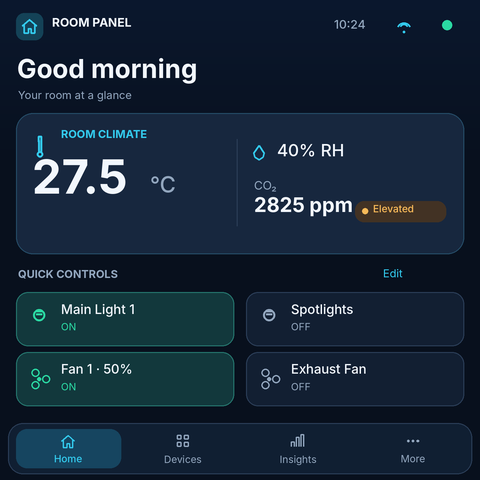 ROOM PANEL
10:24
Good morning
Your room at a glance
ROOM CLIMATE
27.5 °C
40% RH
CO₂
2825 ppm
Elevated
QUICK CONTROLS
Edit
Main Light 1
ON
Spotlights
OFF
Fan 1 · 50%
ON
Exhaust Fan
OFF
Home
Devices
Insights
More